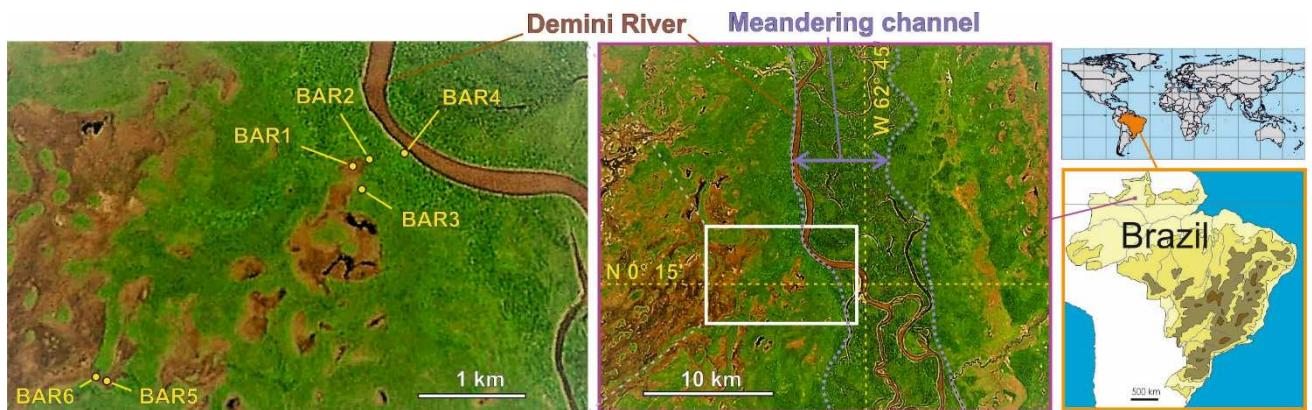 Demini River
Meandering channel
BAR2
BAR4
BAR1
BAR3
BAR6
BAR5
1 km
W 62° 45'
N 0° 15'
10 km
Brazil
500 km